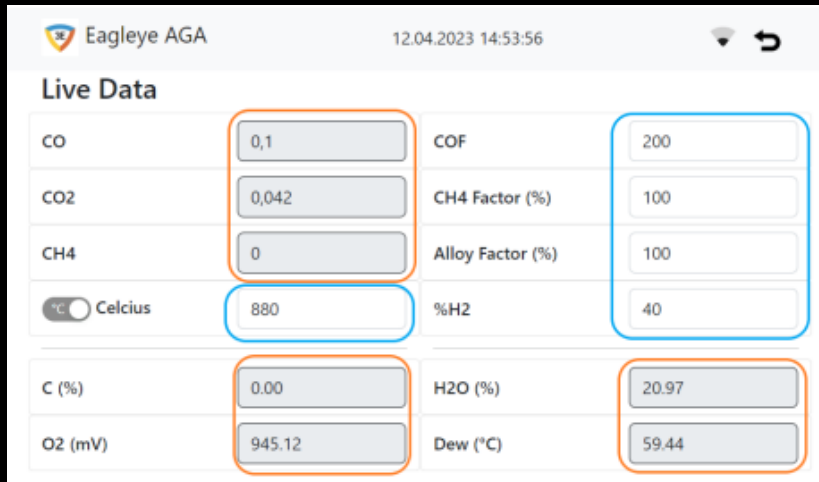 3E Eagleye AGA 12.04.2023 14:53:56
Live Data
CO 0,1 COF 200
CO2 0,042 CH4 Factor (%) 100
CH4 0 Alloy Factor (%) 100
°C Celcius 880 %H2 40
C (%) 0.00 H2O (%) 20.97
O2 (mV) 945.12 Dew (°C) 59.44